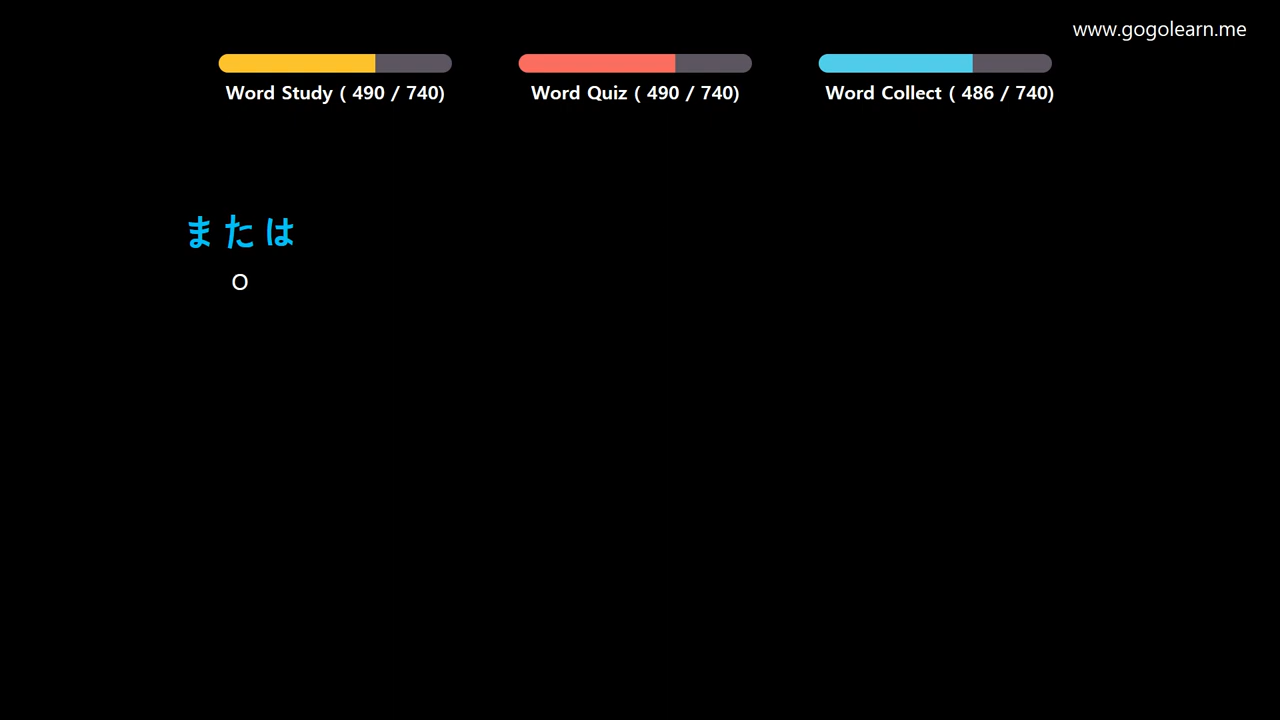 www.gogolearn.me
Word Study ( 490 / 740)
Word Quiz ( 490 / 740)
Word Collect ( 486 / 740)
または
O